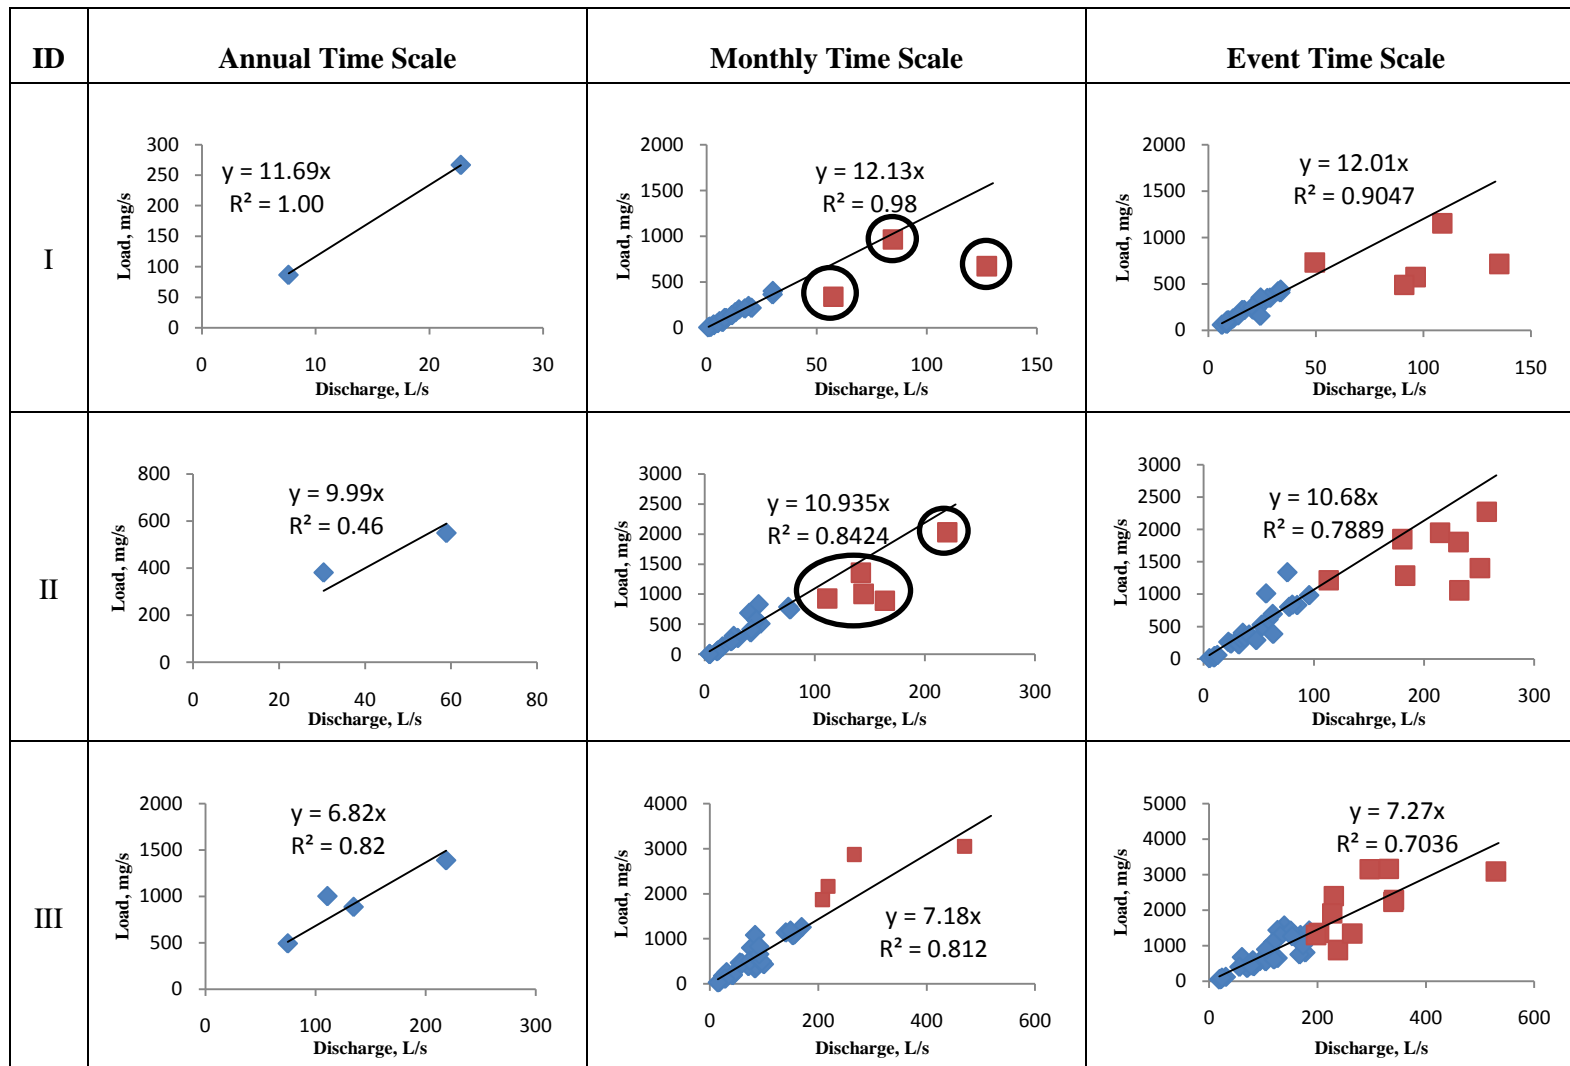 ID
Annual Time Scale
Monthly Time Scale
Event Time Scale
I
Load, mg/s
300
250
200
150
100
50
0
y = 11.69x
R² = 1.00
0 10 20 30
Discharge, L/s
Load, mg/s
2000
1500
1000
500
0
y = 12.13x
R² = 0.98
0 50 100 150
Discharge, L/s
Load, mg/s
2000
1500
1000
500
0
y = 12.01x
R² = 0.9047
0 50 100 150
Discharge, L/s
II
Load, mg/s
800
600
400
200
0
y = 9.99x
R² = 0.46
0 20 40 60 80
Discharge, L/s
Load, mg/s
3000
2500
2000
1500
1000
500
0
y = 10.935x
R² = 0.8424
0 100 200 300
Discharge, L/s
Load, mg/s
3000
2500
2000
1500
1000
500
0
y = 10.68x
R² = 0.7889
0 100 200 300
Discahrge, L/s
III
Load, mg/s
2000
1500
1000
500
0
y = 6.82x
R² = 0.82
0 100 200 300
Discharge, L/s
Load, mg/s
4000
3000
2000
1000
0
y = 7.18x
R² = 0.812
0 200 400 600
Discharge, L/s
Load, mg/s
5000
4000
3000
2000
1000
0
y = 7.27x
R² = 0.7036
0 200 400 600
Discharge, L/s